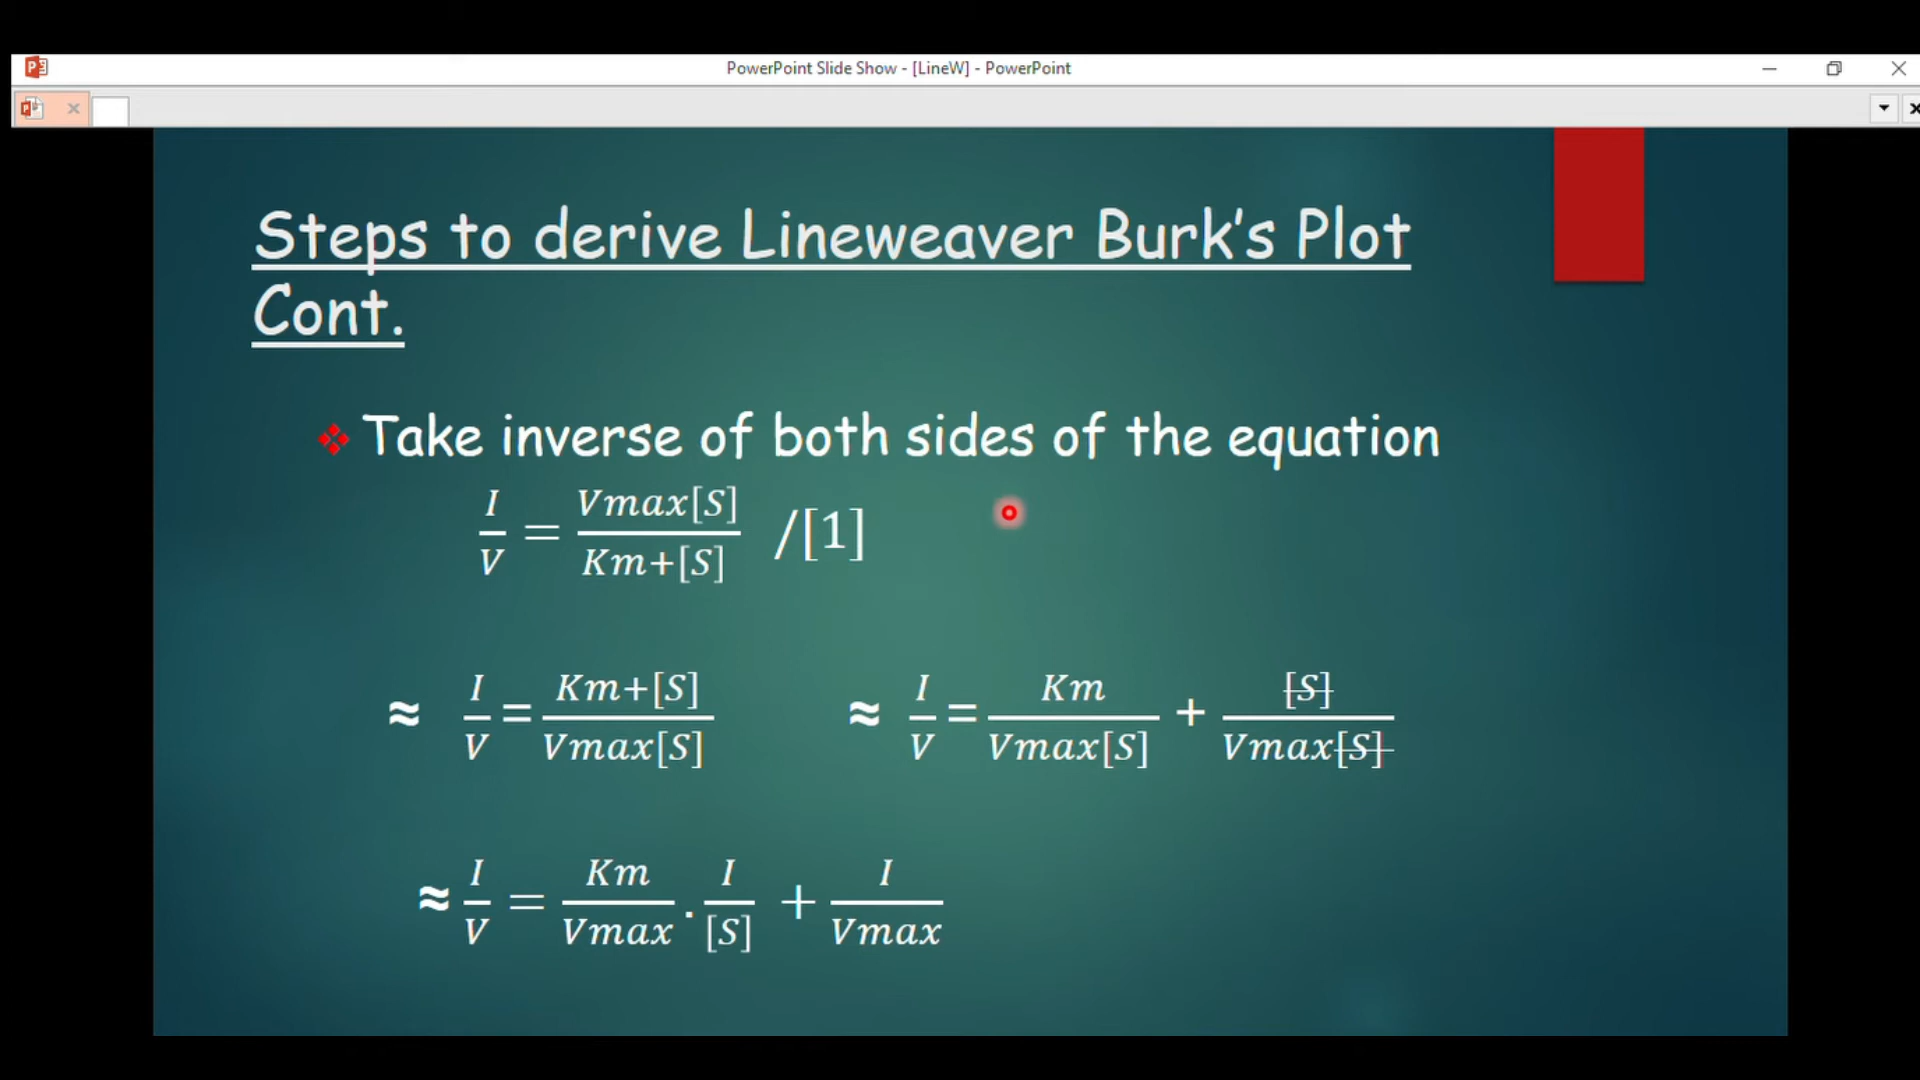 PowerPoint Slide Show - [LineW] - PowerPoint
Steps to derive Lineweaver Burk's Plot
Cont.
❖ Take inverse of both sides of the equation
I/V = Vmax[S]/Km+[S] /[1]
≈ I/V = Km+[S]/Vmax[S] ≈ I/V = Km/Vmax[S] + [S]/Vmax[S]
≈ I/V = Km/Vmax . I/[S] + I/Vmax